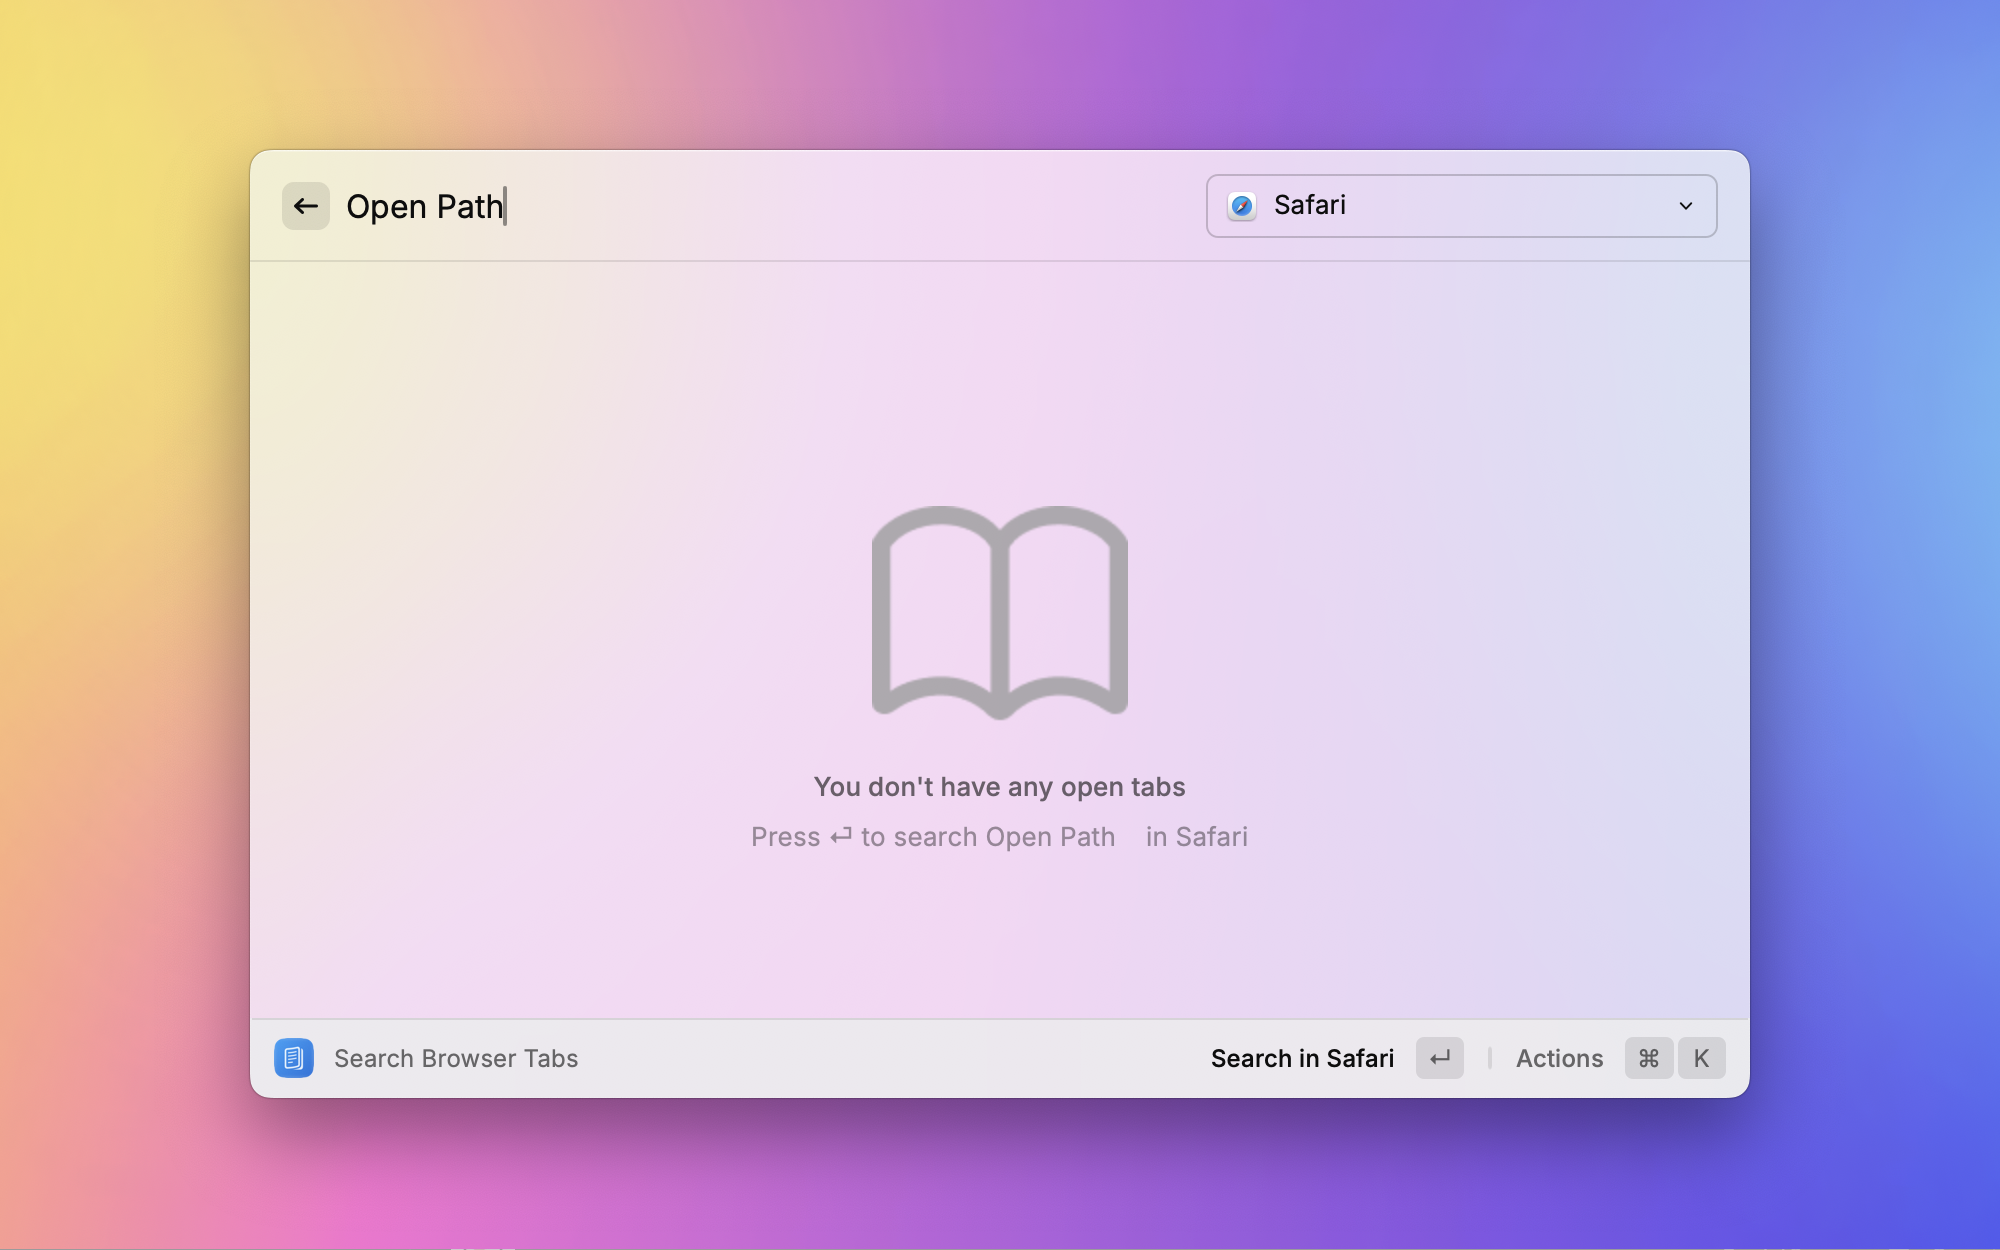 Open Path
Safari
You don't have any open tabs
Press ↵ to search Open Path in Safari
Search Browser Tabs
Search in Safari ↵
Actions ⌘ K